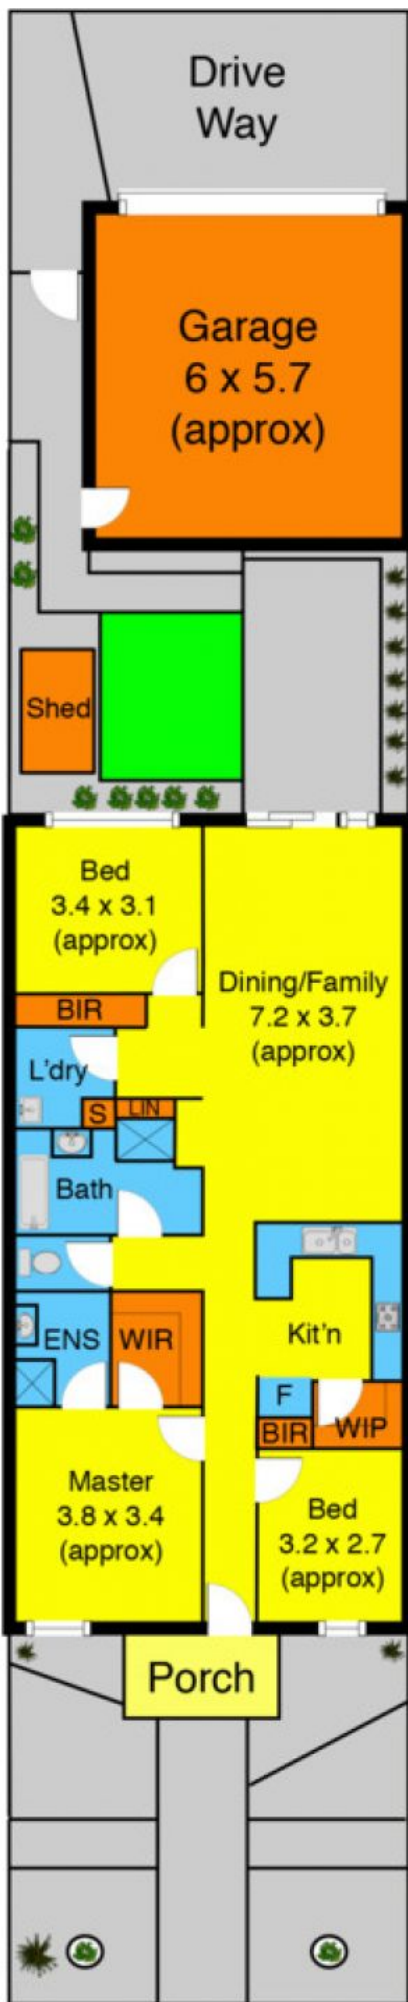 Drive
Way
Garage
6 x 5.7
(approx)
Shed
Bed
3.4 x 3.1
(approx)
Dining/Family
7.2 x 3.7
(approx)
BIR
L'dry
S
LIN
Bath
ENS
WIR
Kit'n
F
BIR
WIP
Master
3.8 x 3.4
(approx)
Bed
3.2 x 2.7
(approx)
Porch